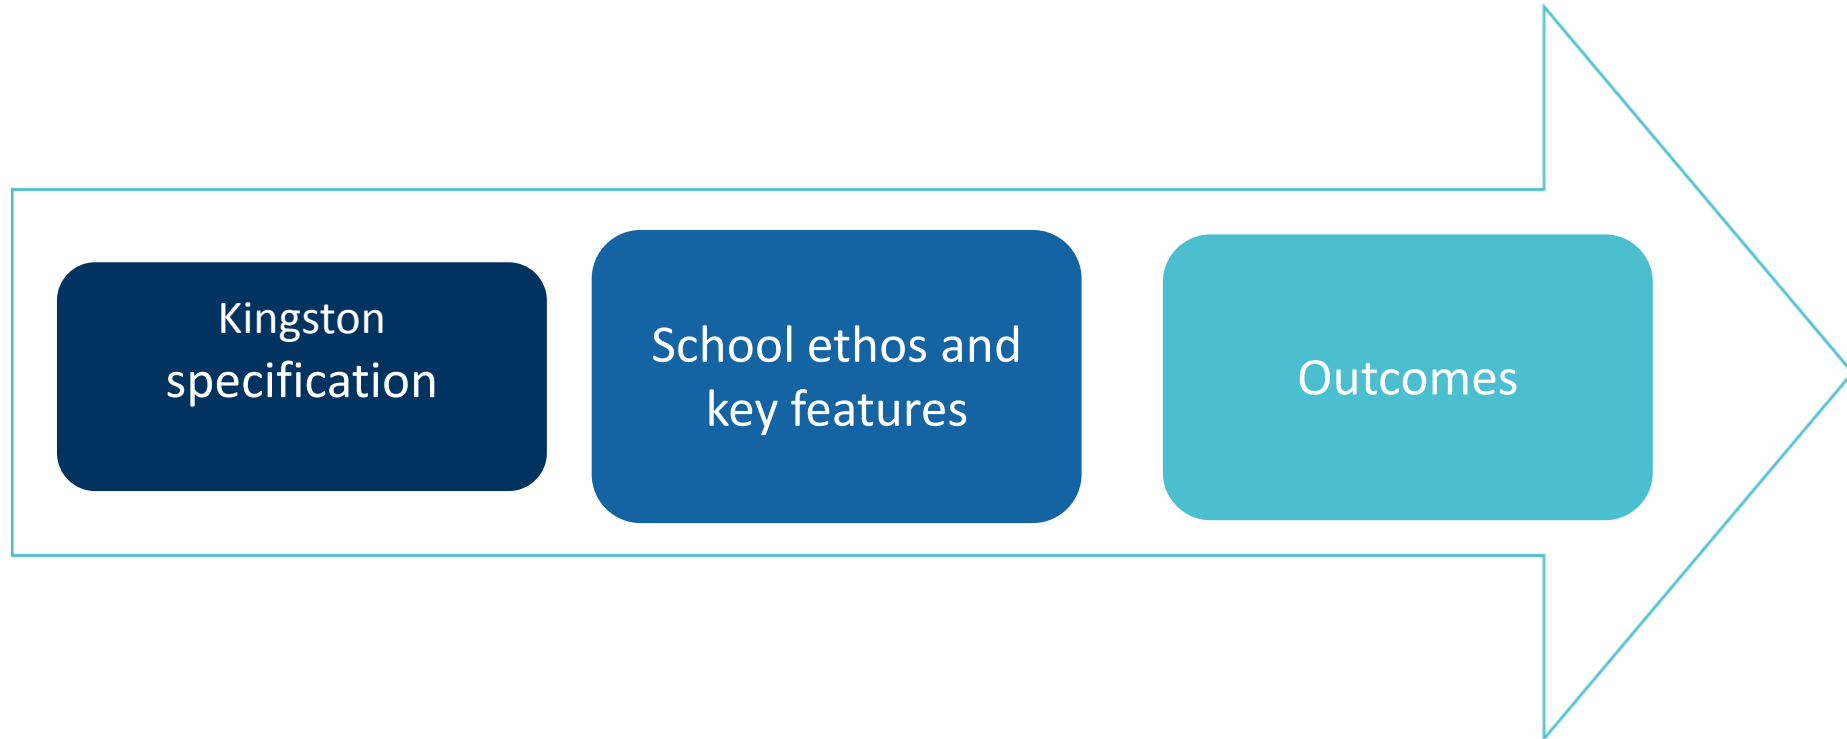 Kingston
specification
School ethos and
key features
Outcomes